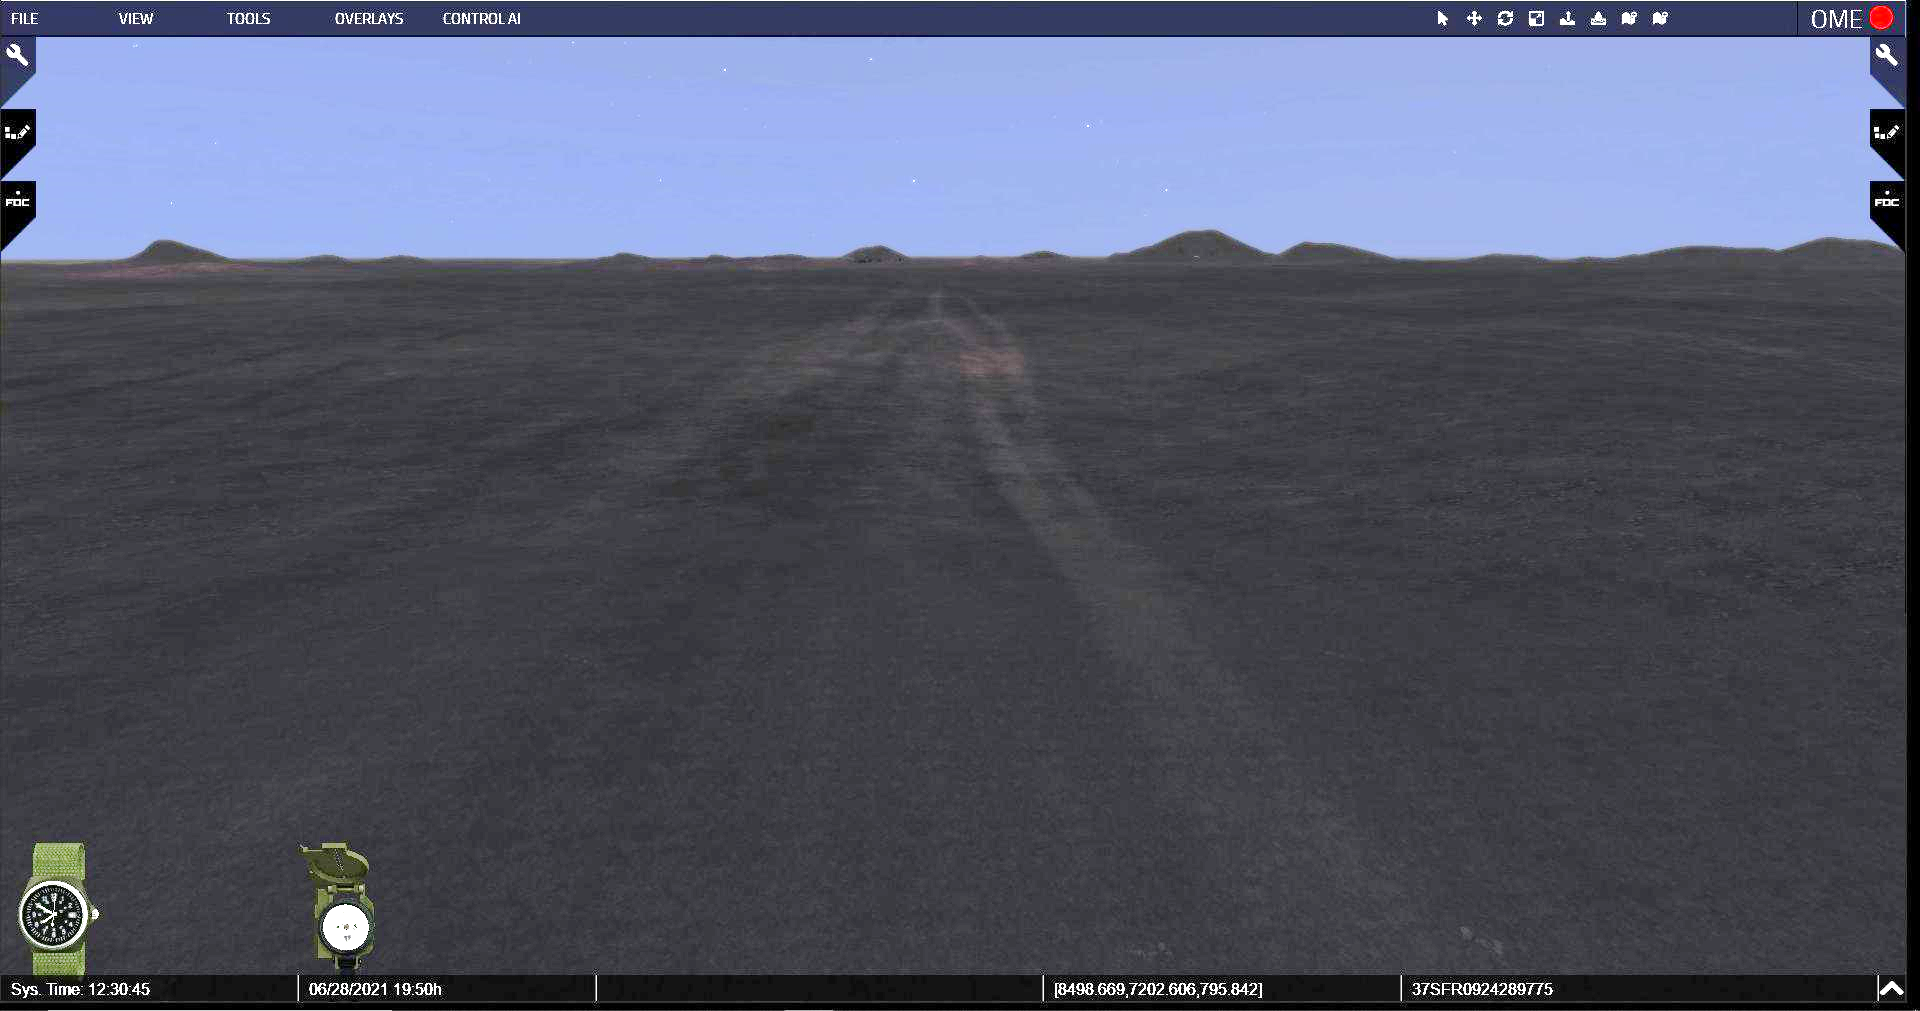 FILE VIEW TOOLS OVERLAYS CONTROL AI OME
FDC FDC
Sys. Time: 12:30:45 06/28/2021 19:50h [8498.669,7202.606,795.842] 37SFR0924289775